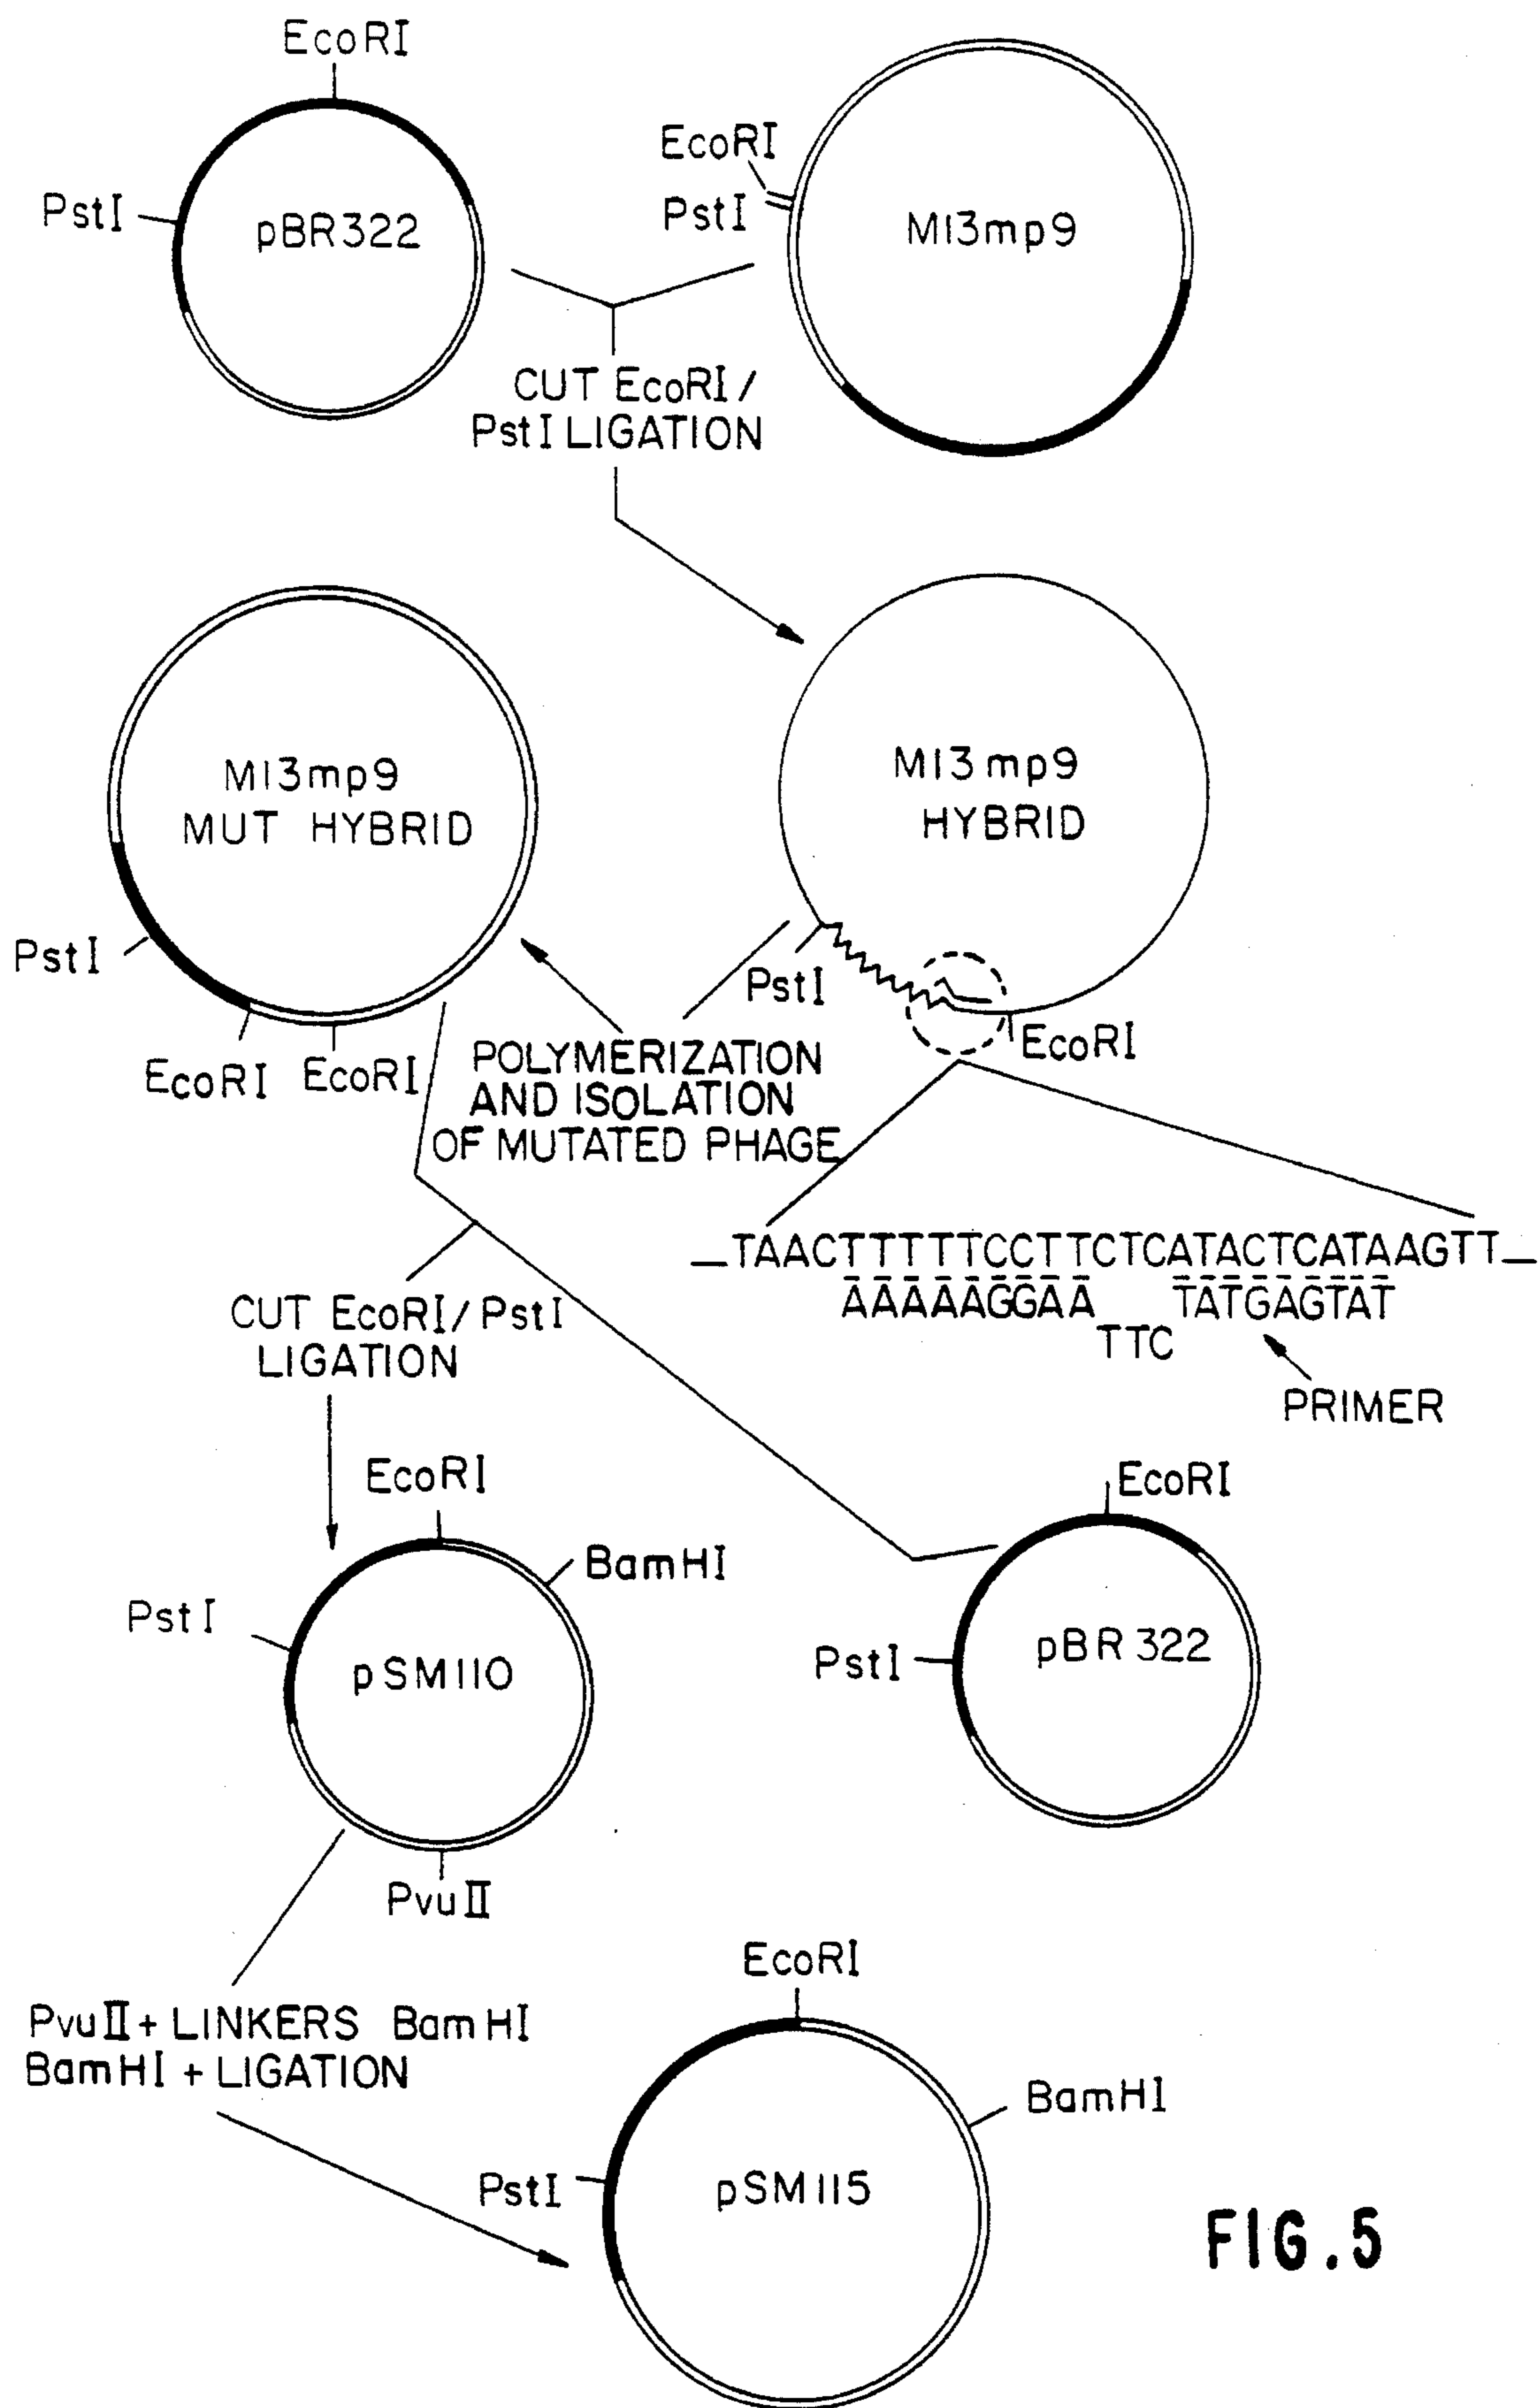 EcoRI
PstI
pBR322
EcoRI
PstI
M13mp9
CUT EcoRI/
PstI LIGATION
M13mp9
MUT HYBRID
M13mp9
HYBRID
PstI
PstI
EcoRI
EcoRI
EcoRI
POLYMERIZATION
AND ISOLATION
OF MUTATED PHAGE
—TAACTTTTTCCTTCTCATACTCATAAGTT—
AAAAAGGAA
TATGAGTAT
TTC
PRIMER
CUT EcoRI/PstI
LIGATION
EcoRI
BamHI
PstI
pSM110
PvuII
EcoRI
PstI
pBR322
PvuII + LINKERS BamHI
BamHI + LIGATION
EcoRI
BamHI
PstI
pSM115
FIG.5